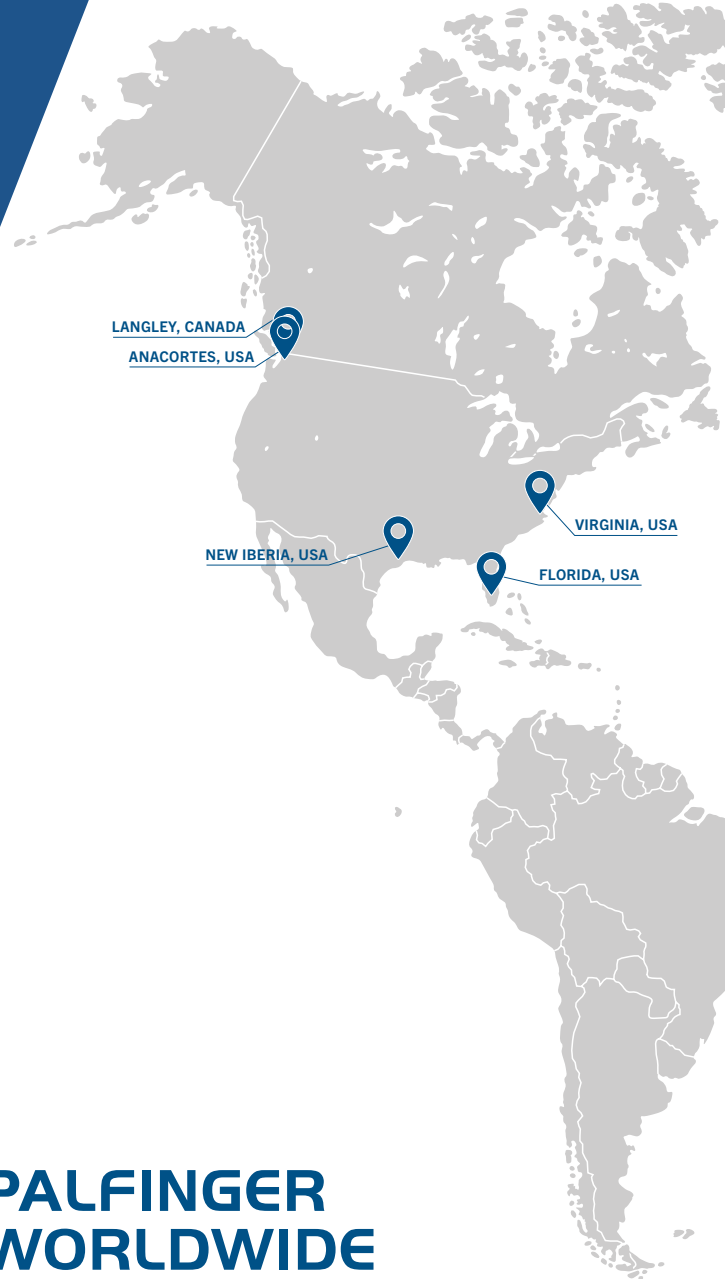 LANGLEY, CANADA
ANACORTES, USA
VIRGINIA, USA
NEW IBERIA, USA
FLORIDA, USA
PALFINGER
WORLDWIDE